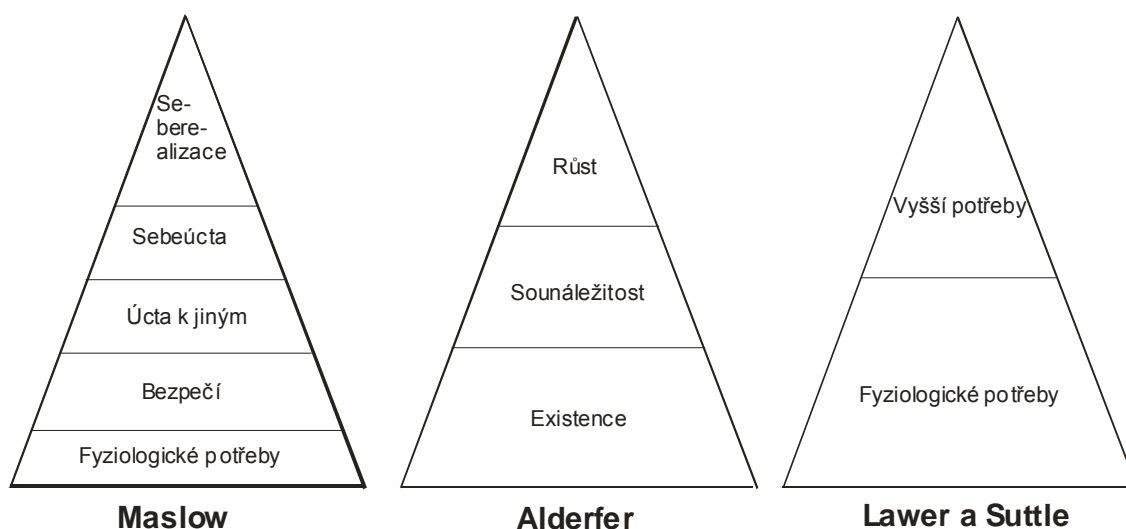 Se-
bere-
alizace
Sebeúcta
Úcta k jiným
Bezpečí
Fyziologické potřeby
Maslow
Růst
Sounáležitost
Existence
Alderfer
Vyšší potřeby
Fyziologické potřeby
Lawer a Suttle